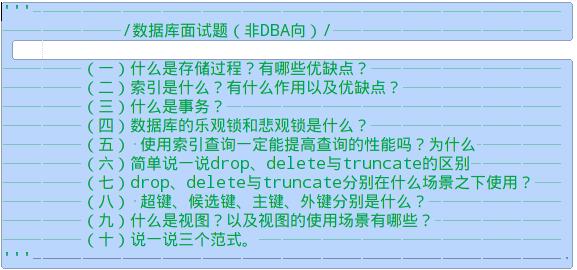 '''
/数据库面试题（非DBA向）/
（一）什么是存储过程？有哪些优缺点？
（二）索引是什么？有什么作用以及优缺点？
（三）什么是事务？
（四）数据库的乐观锁和悲观锁是什么？
（五） 使用索引查询一定能提高查询的性能吗？为什么
（六）简单说一说drop、delete与truncate的区别
（七）drop、delete与truncate分别在什么场景之下使用？
（八） 超键、候选键、主键、外键分别是什么？
（九）什么是视图？以及视图的使用场景有哪些？
（十）说一说三个范式。
'''